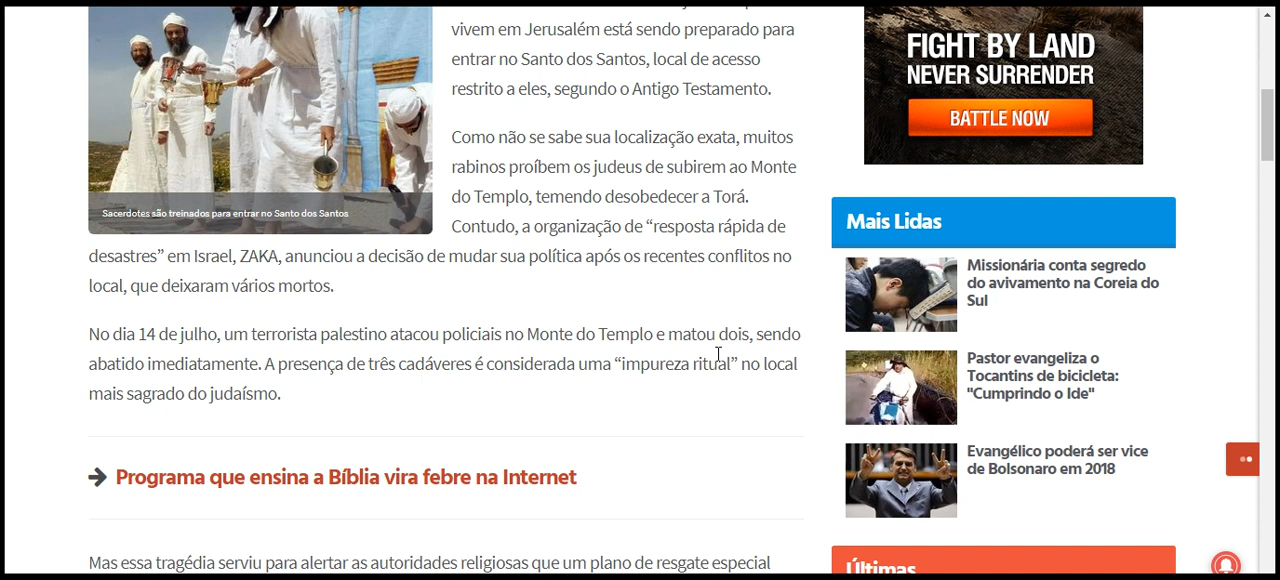 vivem em Jerusalém está sendo preparado para
entrar no Santo dos Santos, local de acesso
restrito a eles, segundo o Antigo Testamento.
Como não se sabe sua localização exata, muitos
rabinos proíbem os judeus de subirem ao Monte
do Templo, temendo desobedecer a Torá.
Contudo, a organização de “resposta rápida de
Sacerdotes são treinados para entrar no Santo dos Santos
desastres” em Israel, ZAKA, anunciou a decisão de mudar sua política após os recentes conflitos no
local, que deixaram vários mortos.
No dia 14 de julho, um terrorista palestino atacou policiais no Monte do Templo e matou dois, sendo
abatido imediatamente. A presença de três cadáveres é considerada uma “impureza ritual” no local
mais sagrado do judaísmo.
Programa que ensina a Bíblia vira febre na Internet
Mas essa tragédia serviu para alertar as autoridades religiosas que um plano de resgate especial
FIGHT BY LAND
NEVER SURRENDER
BATTLE NOW
Mais Lidas
Missionária conta segredo
do avivamento na Coreia do
Sul
Pastor evangeliza o
Tocantins de bicicleta:
"Cumprindo o Ide"
Evangélico poderá ser vice
de Bolsonaro em 2018
Últimas